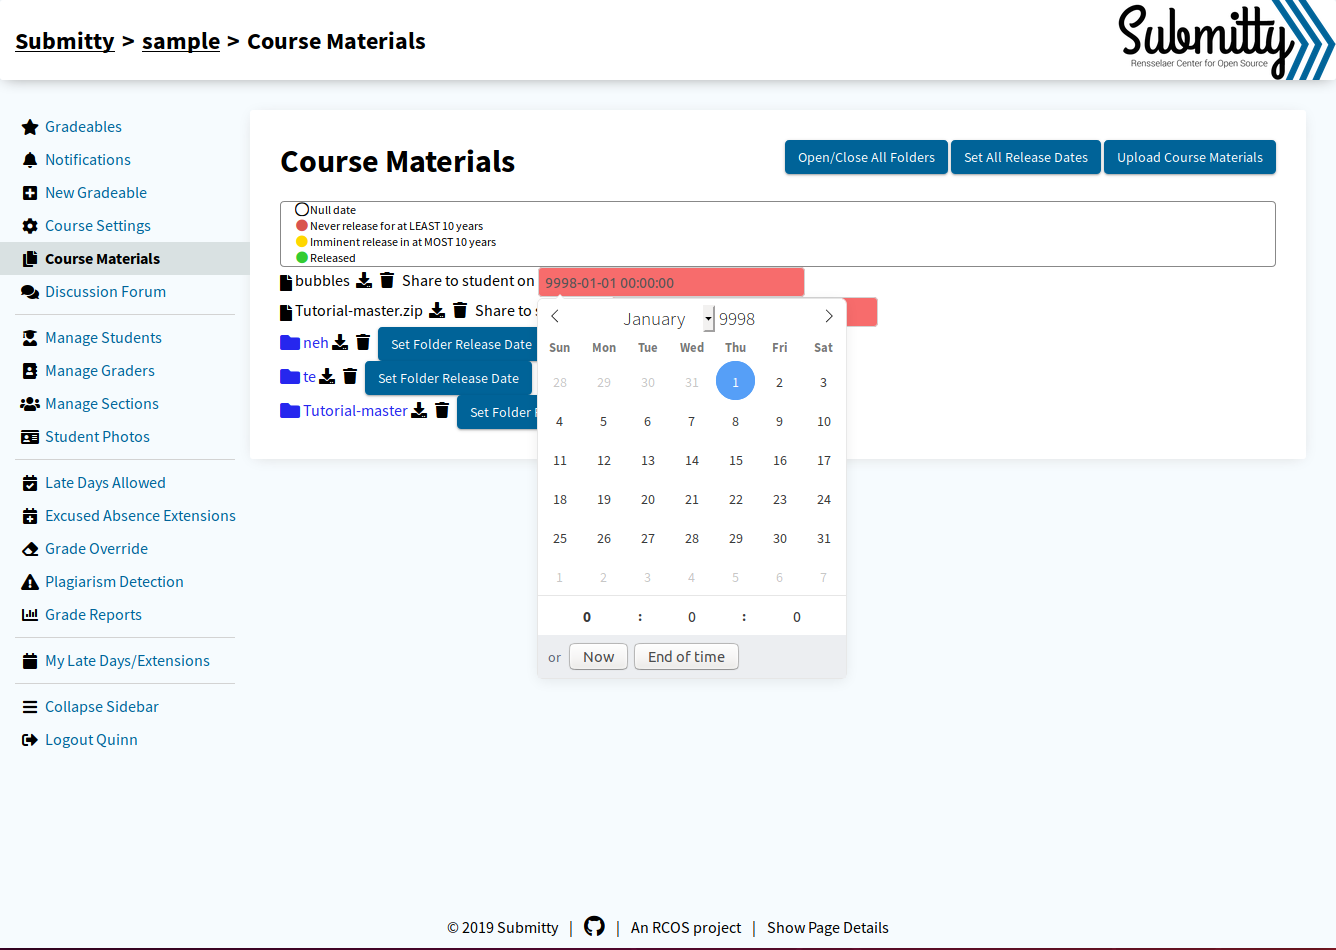 Submitty > sample > Course Materials
Submitty
Rensselaer Center for Open Source
Gradeables
Notifications
New Gradeable
Course Settings
Course Materials
Discussion Forum
Manage Students
Manage Graders
Manage Sections
Student Photos
Late Days Allowed
Excused Absence Extensions
Grade Override
Plagiarism Detection
Grade Reports
My Late Days/Extensions
Collapse Sidebar
Logout Quinn
Course Materials
Open/Close All Folders Set All Release Dates Upload Course Materials
Null date
Never release for at LEAST 10 years
Imminent release in at MOST 10 years
Released
bubbles Share to student on 9998-01-01 00:00:00
Tutorial-master.zip Share to
neh Set Folder Release Date
te Set Folder Release Date
Tutorial-master Set Folder
January 9998
Sun Mon Tue Wed Thu Fri Sat
28 29 30 31 1 2 3
4 5 6 7 8 9 10
11 12 13 14 15 16 17
18 19 20 21 22 23 24
25 26 27 28 29 30 31
1 2 3 4 5 6 7
0 : 0 : 0
or Now End of time
© 2019 Submitty | | An RCOS project | Show Page Details